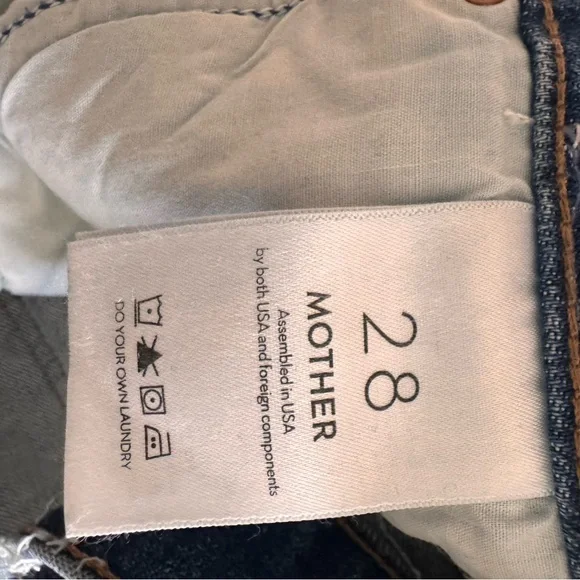 28
MOTHER
Assembled in USA
by both USA and foreign components
DO YOUR OWN LAUNDRY